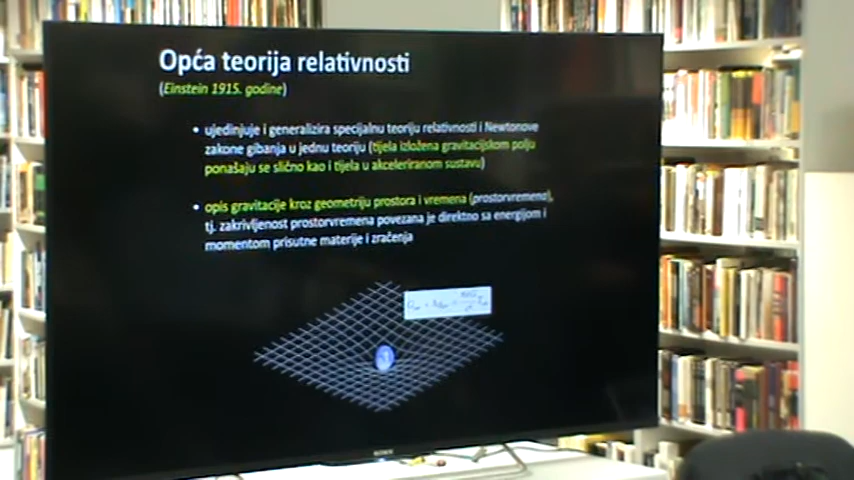 Opća teorija relativnosti
(Einstein 1915. godine)
• ujedinjuje i generalizira specijalnu teoriju relativnosti i Newtonove
zakone gibanja u jednu teoriju (tijela izložena gravitacijskom polju
ponašaju se slično kao i tijela u akceleriranom sustavu)
• opis gravitacije kroz geometriju prostora i vremena (prostorvremena),
tj. zakrivljenost prostorvremena povezana je direktno sa energijom i
momentom prisutne materije i zračenja
SONY